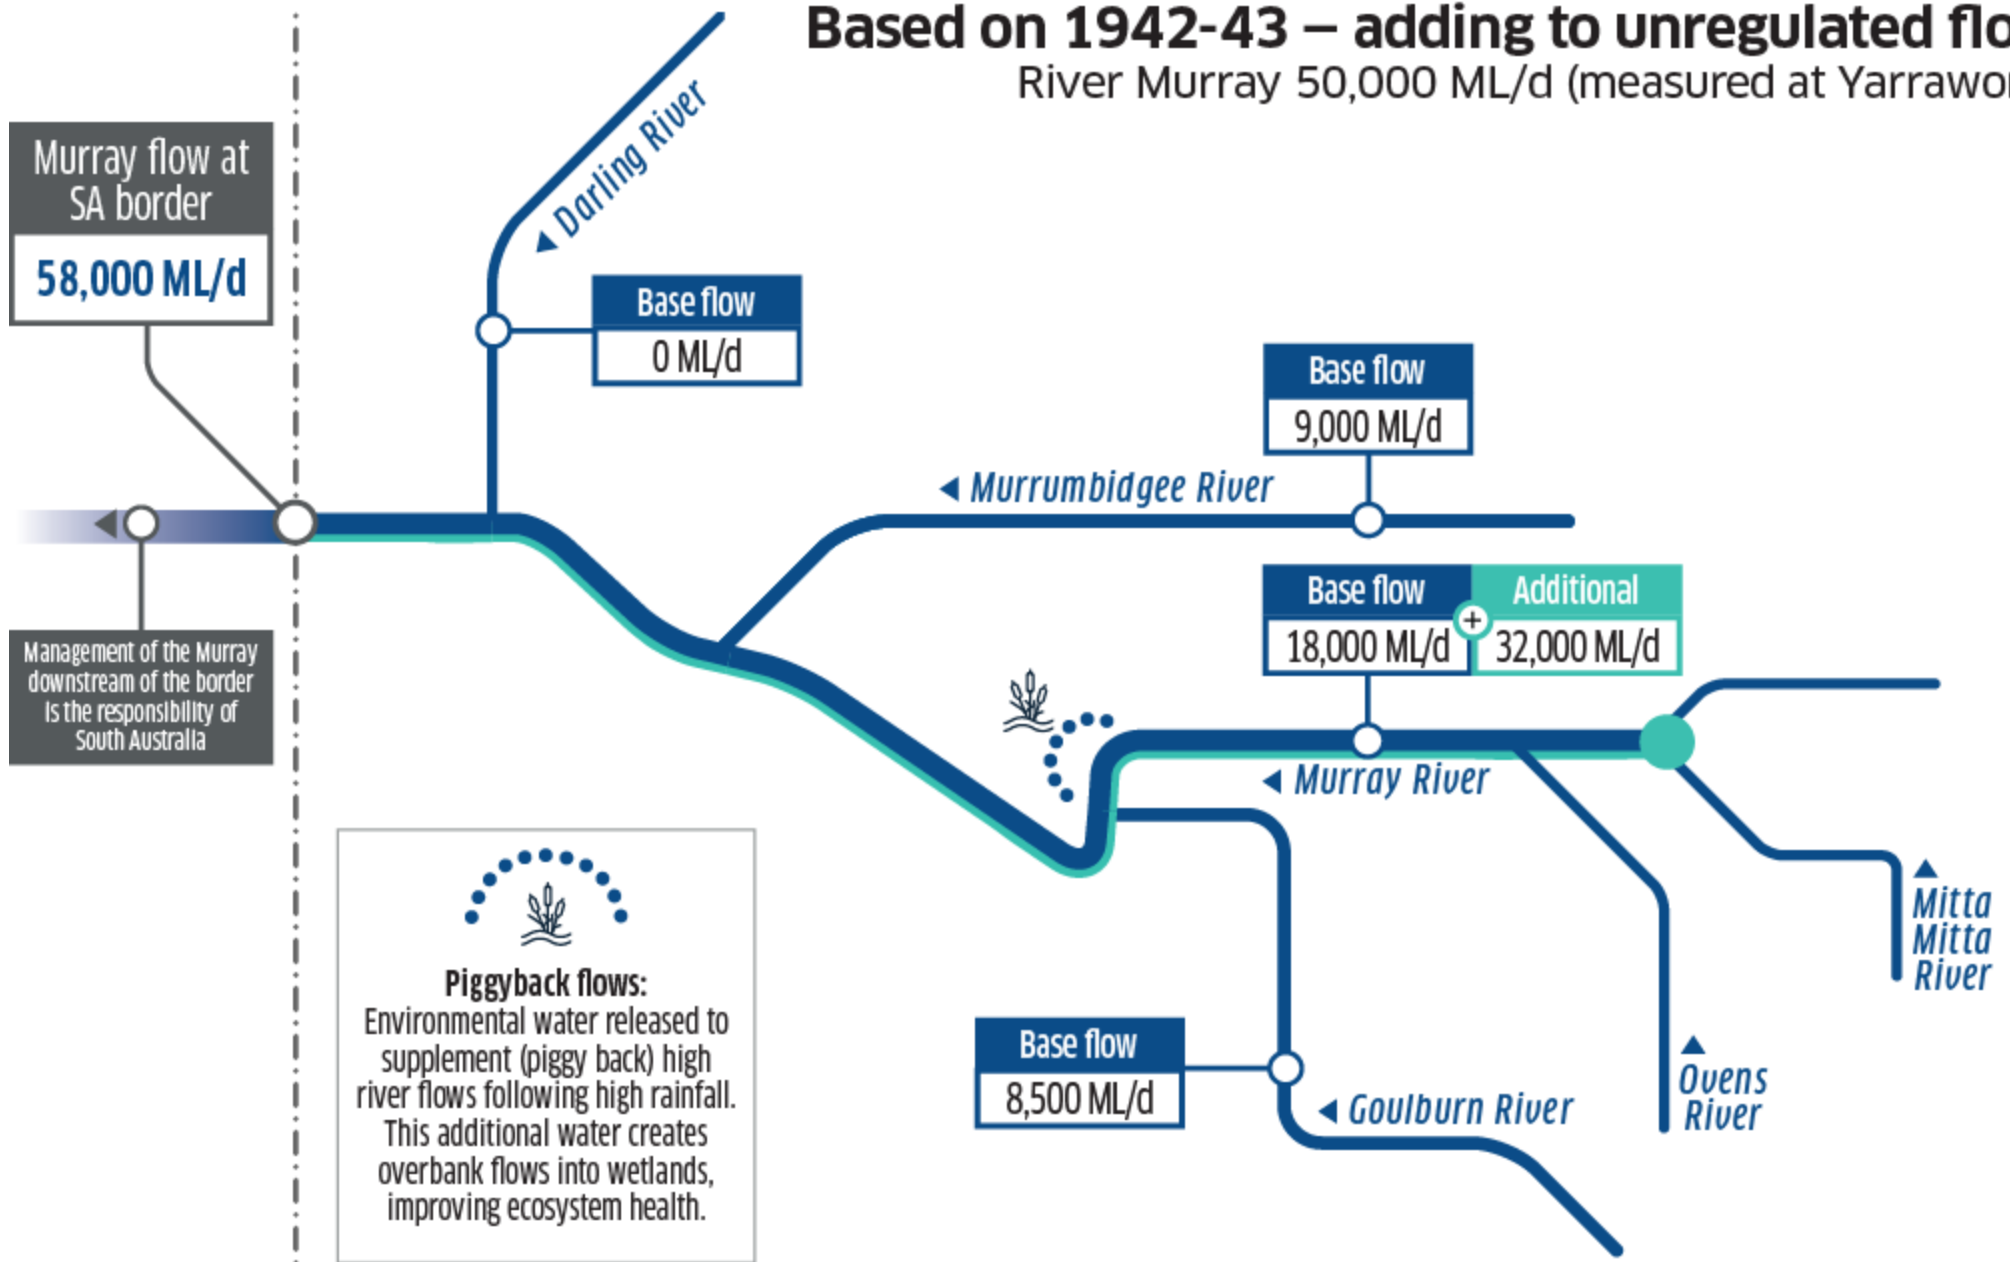 Based on 1942-43 – adding to unregulated flo
River Murray 50,000 ML/d (measured at Yarrawo
Murray flow at
SA border
58,000 ML/d
Darling River
Base flow
0 ML/d
Base flow
9,000 ML/d
Murrumbidgee River
Base flow
18,000 ML/d
+
Additional
32,000 ML/d
Murray River
Management of the Murray
downstream of the border
is the responsibility of
South Australia
Mitta
Mitta
River
Ovens
River
Base flow
8,500 ML/d
Goulburn River
Piggyback flows:
Environmental water released to
supplement (piggy back) high
river flows following high rainfall.
This additional water creates
overbank flows into wetlands,
improving ecosystem health.